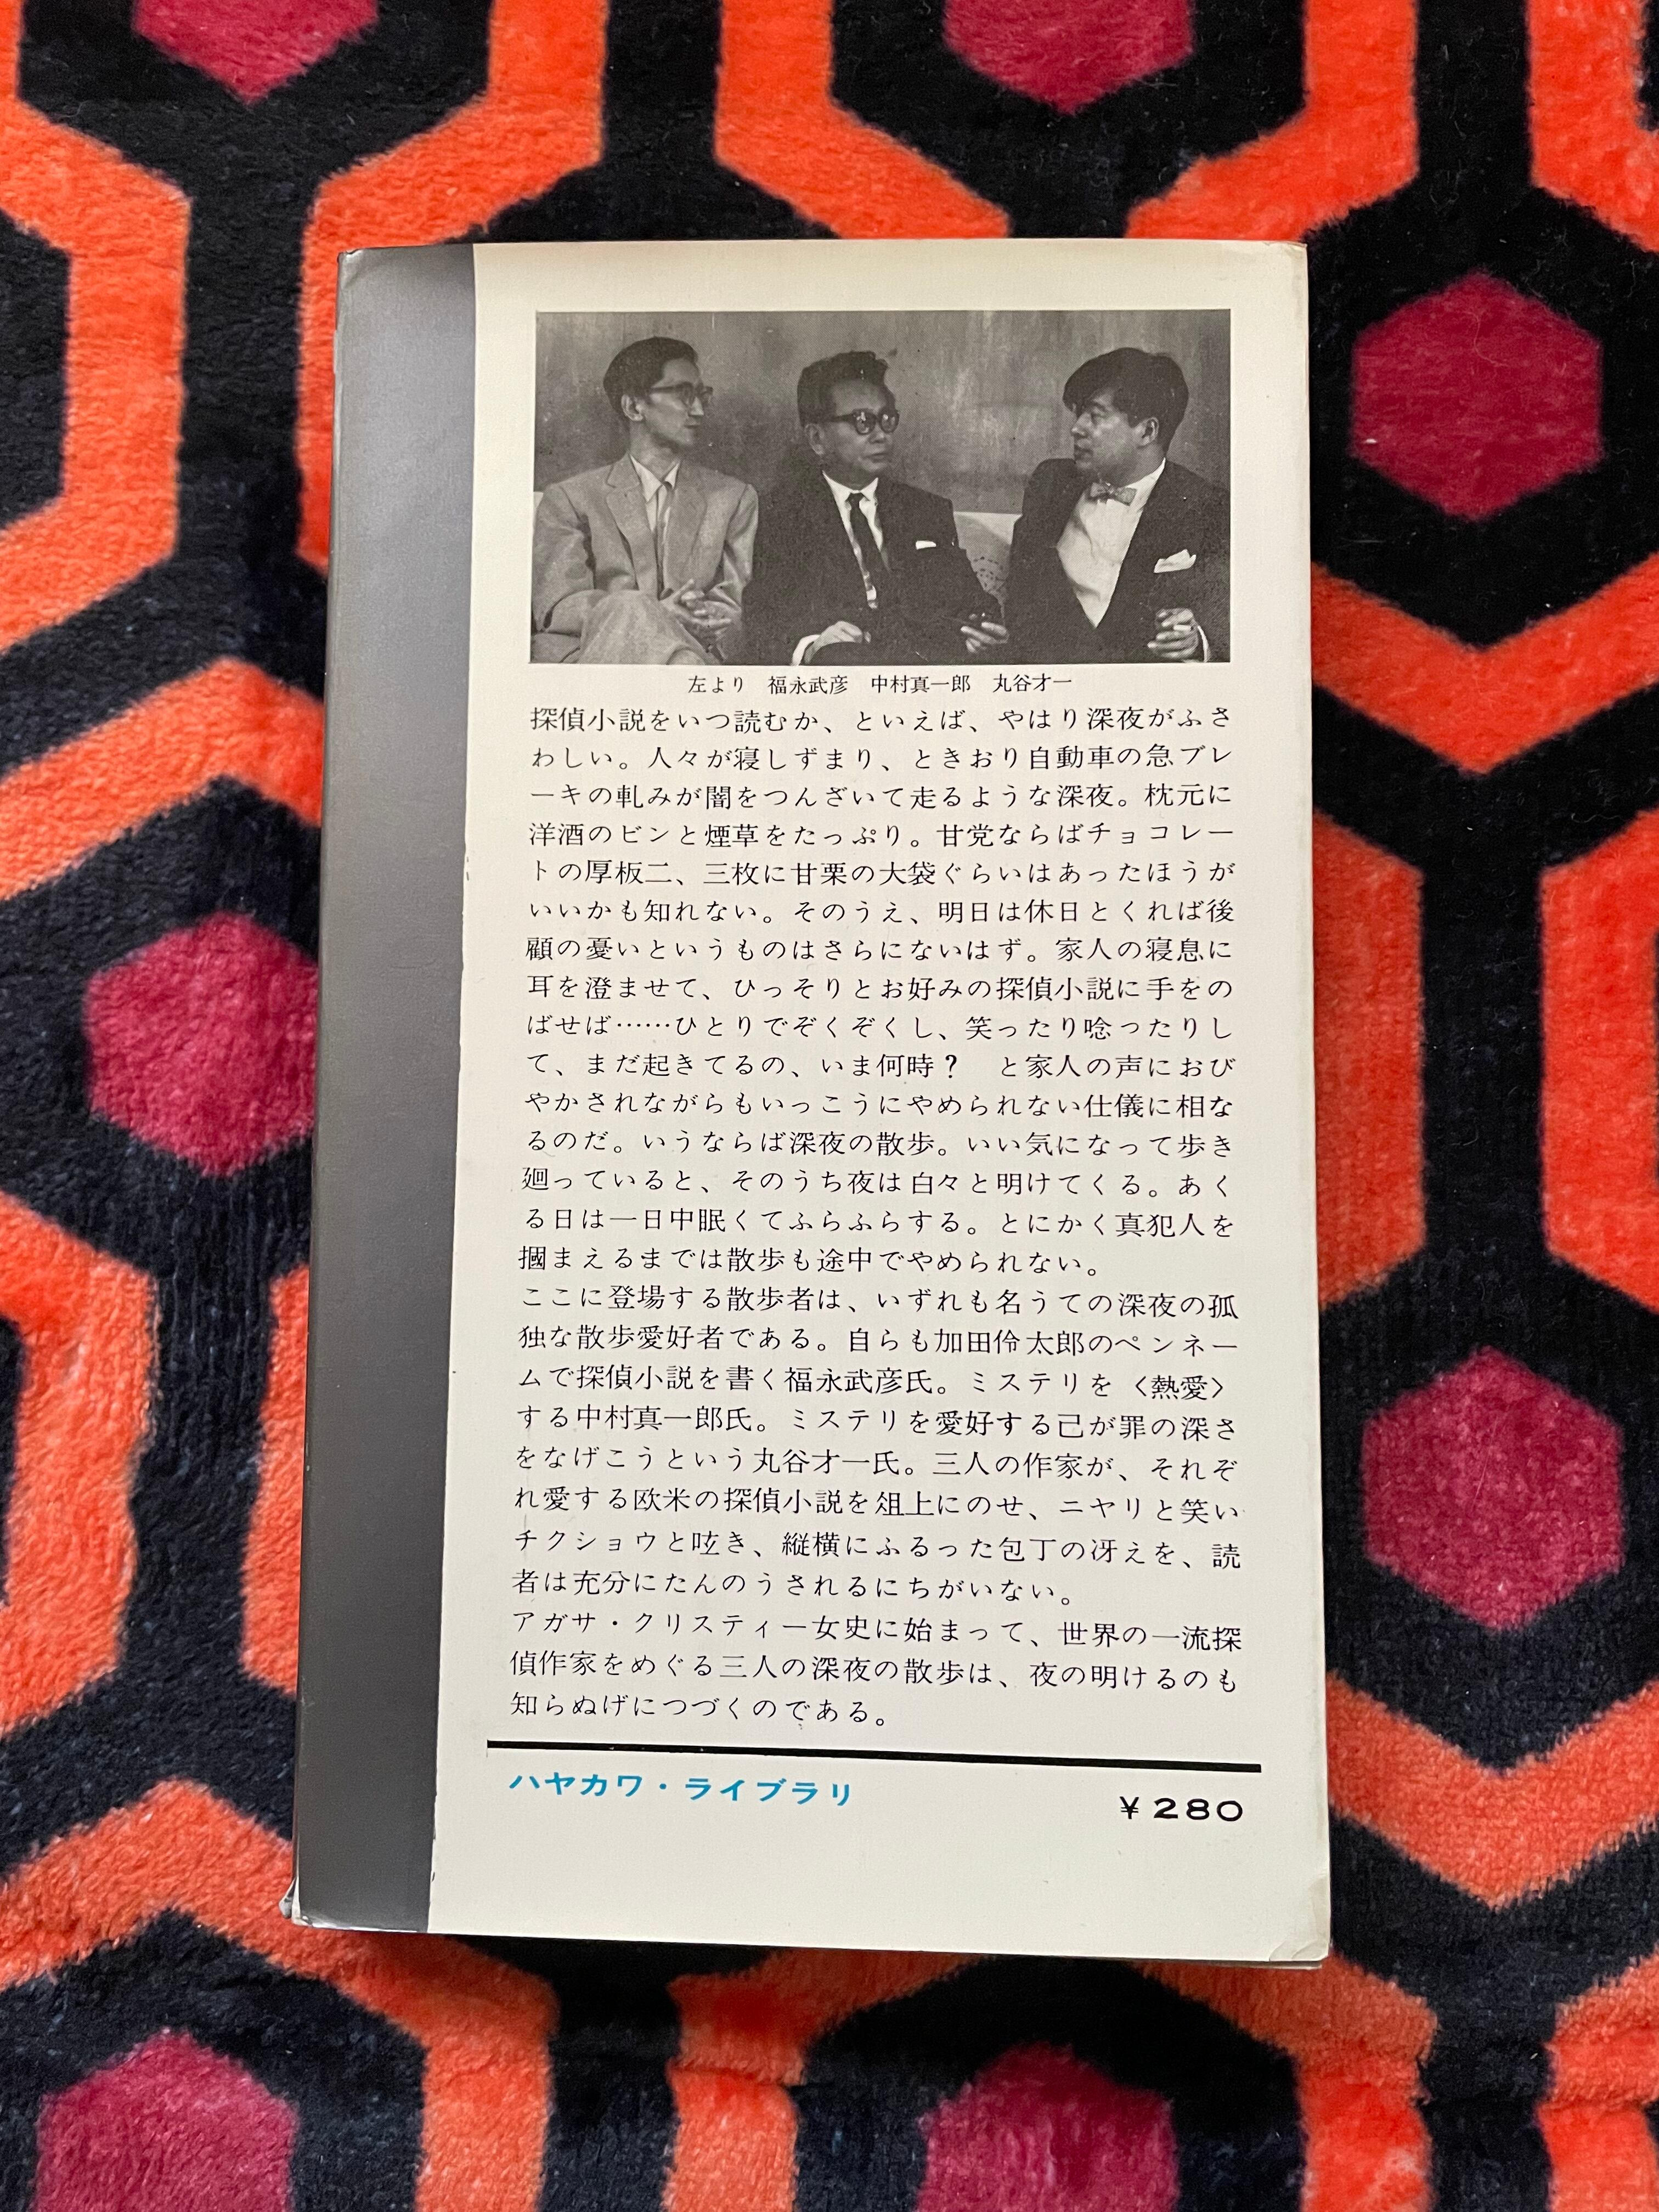 左より　福永武彦　中村真一郎　丸谷才一
探偵小説をいつ読むか、といえば、やはり深夜がふさ
わしい。人々が寝しずまり、ときおり自動車の急ブレ
ーキの軋みが闇をつんざいて走るような深夜。枕元に
洋酒のビンと煙草をたっぷり。甘党ならばチョコレー
トの厚板二、三枚に甘栗の大袋ぐらいはあったほうが
いいかも知れない。そのうえ、明日は休日とくれば後
顧の憂いというものはさらにないはず。家人の寝息に
耳を澄ませて、ひっそりとお好みの探偵小説に手をの
ばせば……ひとりでぞくぞくし、笑ったり唸ったりし
て、まだ起きてるの、いま何時？　と家人の声におび
やかされながらもいっこうにやめられない仕儀に相な
るのだ。いうならば深夜の散歩。いい気になって歩き
廻っていると、そのうち夜は白々と明けてくる。あく
る日は一日中眠くてふらふらする。とにかく真犯人を
摑まえるまでは散歩も途中でやめられない。
ここに登場する散歩者は、いずれも名うての深夜の孤
独な散歩愛好者である。自らも加田伶太郎のペンネー
ムで探偵小説を書く福永武彦氏。ミステリを〈熱愛〉
する中村真一郎氏。ミステリを愛好する己が罪の深さ
をなげこうという丸谷才一氏。三人の作家が、それぞ
れ愛する欧米の探偵小説を俎上にのせ、ニヤリと笑い
チクショウと呟き、縦横にふるった包丁の冴えを、読
者は充分にたんのうされるにちがいない。
アガサ・クリスティー女史に始まって、世界の一流探
偵作家をめぐる三人の深夜の散歩は、夜の明けるのも
知らぬげにつづくのである。
ハヤカワ・ライブラリ
¥280